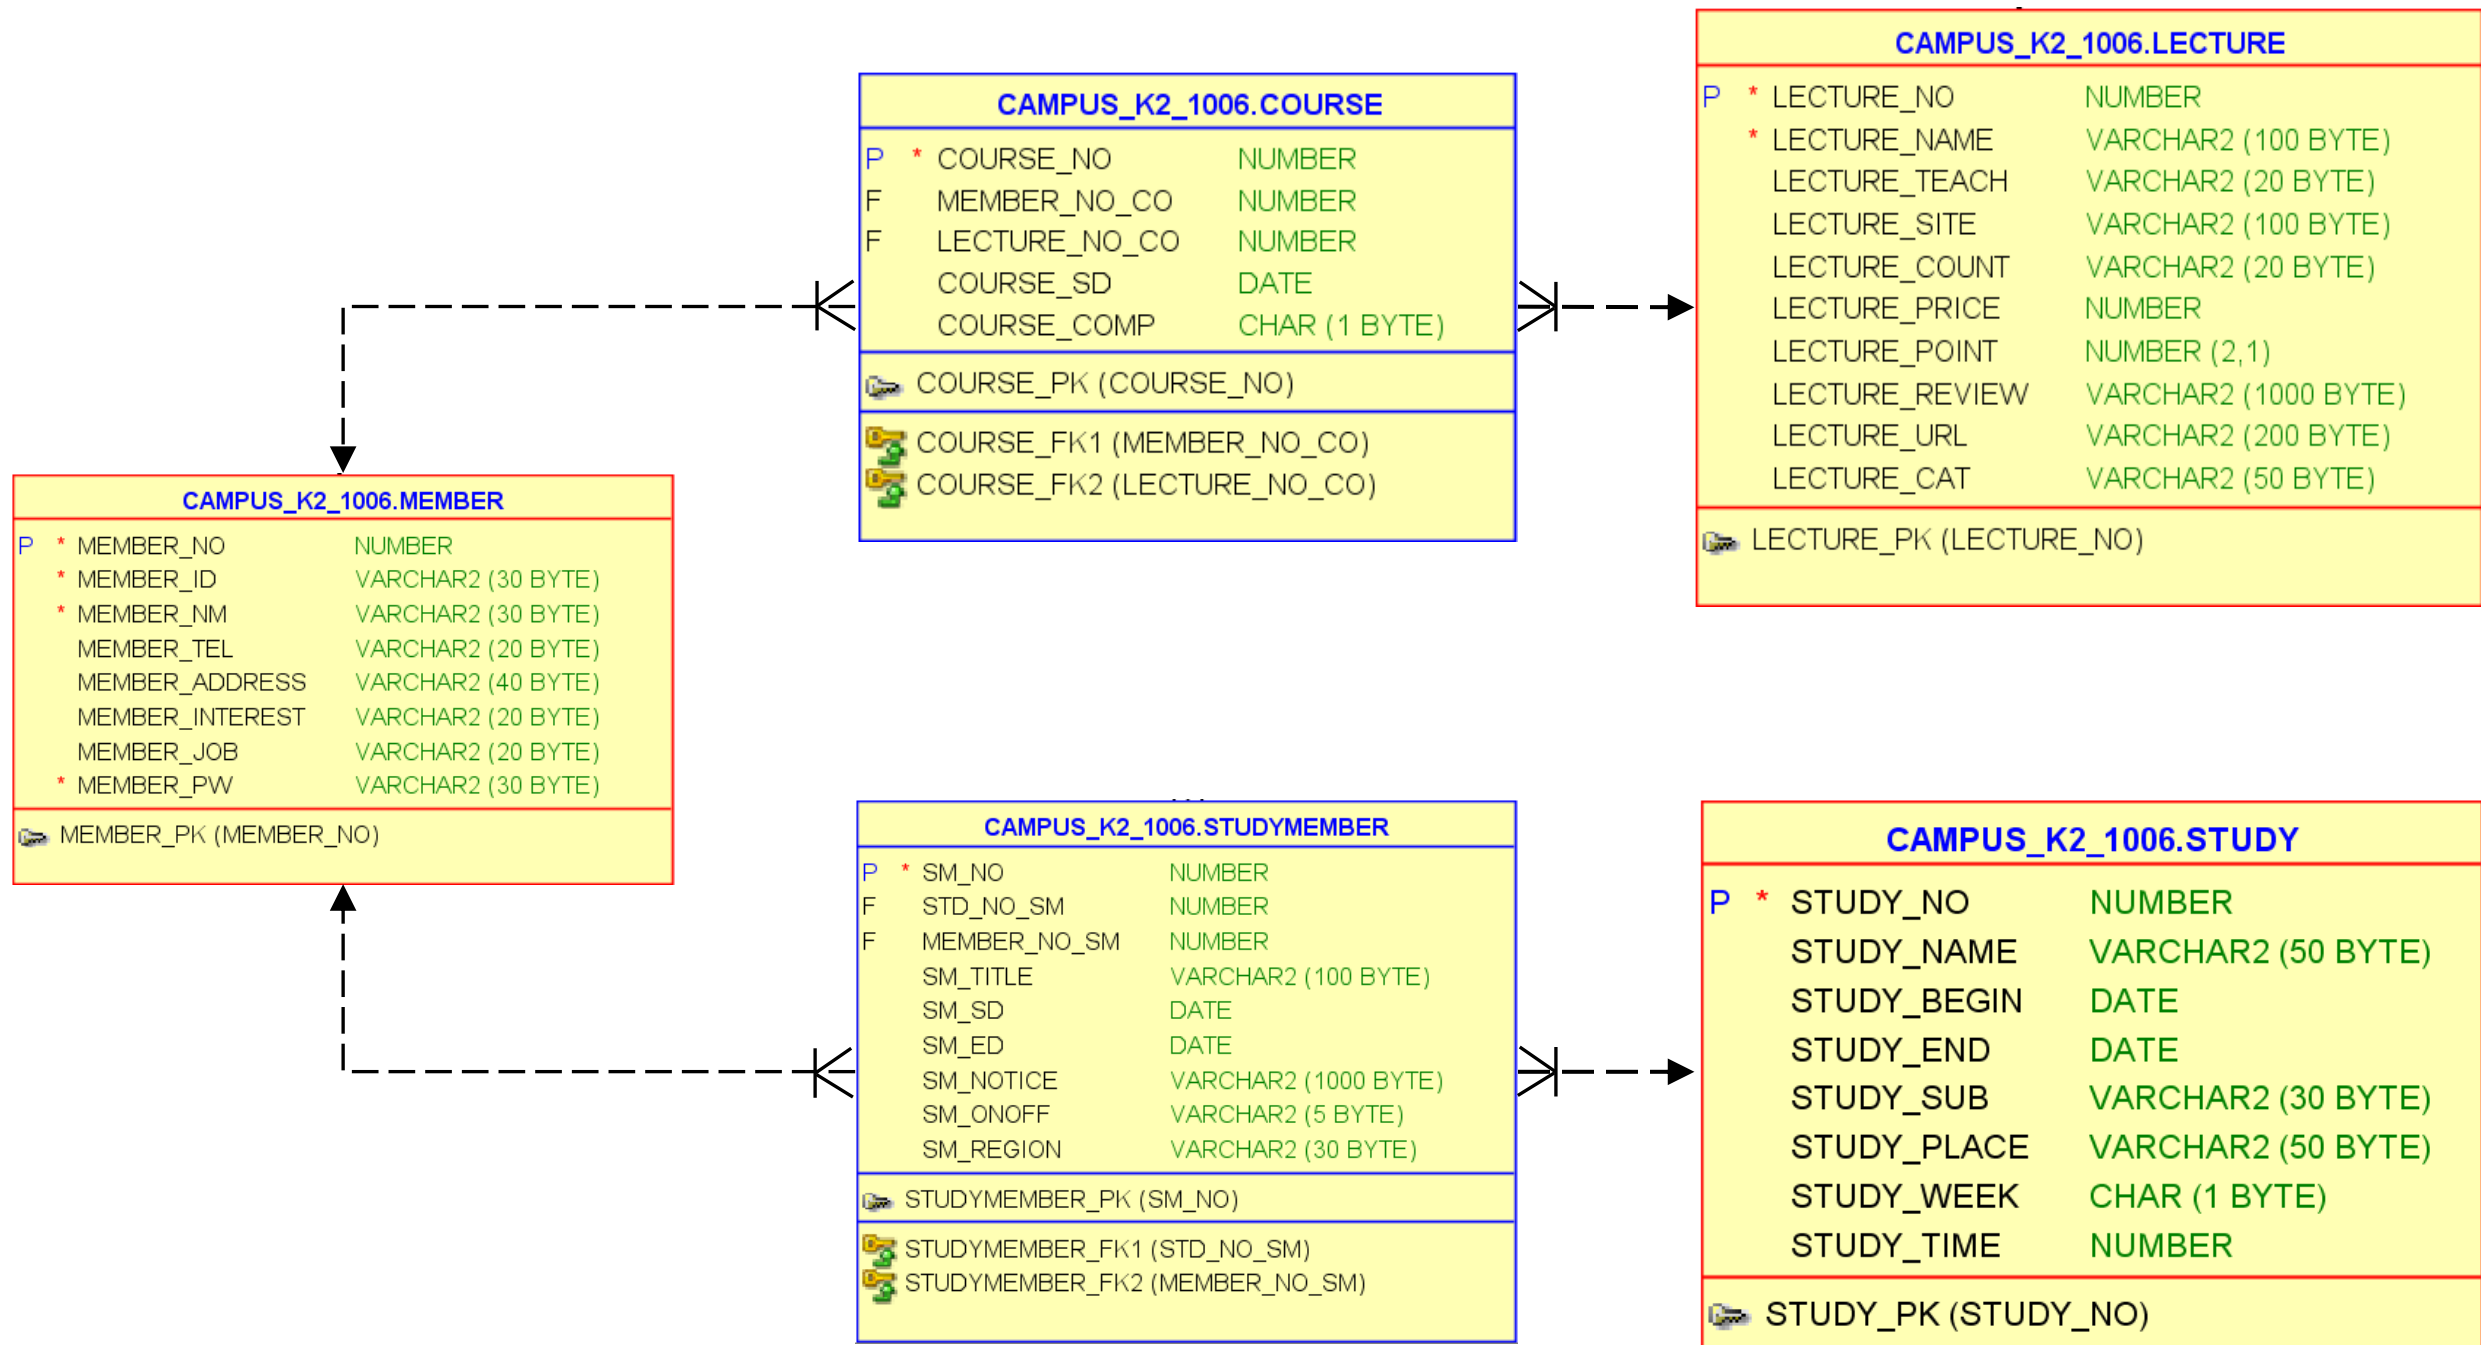 CAMPUS_K2_1006.MEMBER
P * MEMBER_NO NUMBER
* MEMBER_ID VARCHAR2 (30 BYTE)
* MEMBER_NM VARCHAR2 (30 BYTE)
MEMBER_TEL VARCHAR2 (20 BYTE)
MEMBER_ADDRESS VARCHAR2 (40 BYTE)
MEMBER_INTEREST VARCHAR2 (20 BYTE)
MEMBER_JOB VARCHAR2 (20 BYTE)
* MEMBER_PW VARCHAR2 (30 BYTE)
MEMBER_PK (MEMBER_NO)
CAMPUS_K2_1006.COURSE
P * COURSE_NO NUMBER
F MEMBER_NO_CO NUMBER
F LECTURE_NO_CO NUMBER
COURSE_SD DATE
COURSE_COMP CHAR (1 BYTE)
COURSE_PK (COURSE_NO)
COURSE_FK1 (MEMBER_NO_CO)
COURSE_FK2 (LECTURE_NO_CO)
CAMPUS_K2_1006.LECTURE
P * LECTURE_NO NUMBER
* LECTURE_NAME VARCHAR2 (100 BYTE)
LECTURE_TEACH VARCHAR2 (20 BYTE)
LECTURE_SITE VARCHAR2 (100 BYTE)
LECTURE_COUNT VARCHAR2 (20 BYTE)
LECTURE_PRICE NUMBER
LECTURE_POINT NUMBER (2,1)
LECTURE_REVIEW VARCHAR2 (1000 BYTE)
LECTURE_URL VARCHAR2 (200 BYTE)
LECTURE_CAT VARCHAR2 (50 BYTE)
LECTURE_PK (LECTURE_NO)
CAMPUS_K2_1006.STUDYMEMBER
P * SM_NO NUMBER
F STD_NO_SM NUMBER
F MEMBER_NO_SM NUMBER
SM_TITLE VARCHAR2 (100 BYTE)
SM_SD DATE
SM_ED DATE
SM_NOTICE VARCHAR2 (1000 BYTE)
SM_ONOFF VARCHAR2 (5 BYTE)
SM_REGION VARCHAR2 (30 BYTE)
STUDYMEMBER_PK (SM_NO)
STUDYMEMBER_FK1 (STD_NO_SM)
STUDYMEMBER_FK2 (MEMBER_NO_SM)
CAMPUS_K2_1006.STUDY
P * STUDY_NO NUMBER
STUDY_NAME VARCHAR2 (50 BYTE)
STUDY_BEGIN DATE
STUDY_END DATE
STUDY_SUB VARCHAR2 (30 BYTE)
STUDY_PLACE VARCHAR2 (50 BYTE)
STUDY_WEEK CHAR (1 BYTE)
STUDY_TIME NUMBER
STUDY_PK (STUDY_NO)